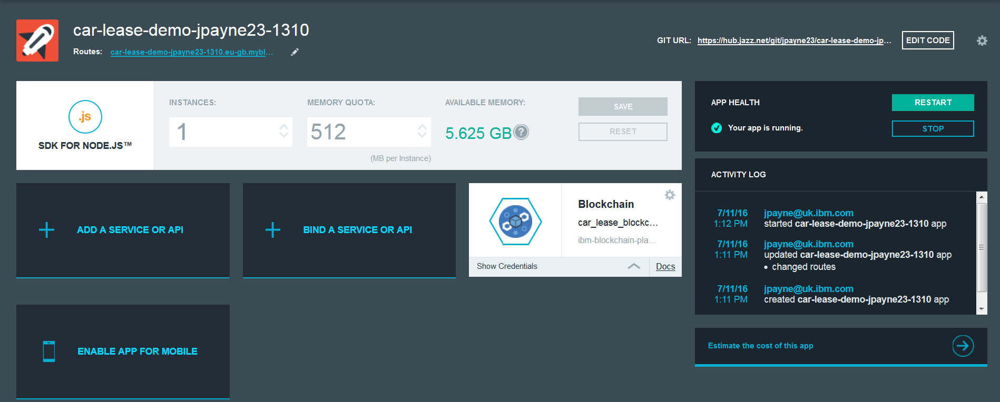 car-lease-demo-jpayne23-1310
Routes: car-lease-demo-jpayne23-1310.eu-gb.mybl...
GIT URL: https://hub.jazz.net/git/jpayne23/car-lease-demo-jp... EDIT CODE
.js
SDK FOR NODE.JS™
INSTANCES:
1
MEMORY QUOTA:
512
(MB per Instance)
AVAILABLE MEMORY:
5.625 GB ?
SAVE
RESET
APP HEALTH
RESTART
Your app is running.
STOP
ADD A SERVICE OR API
BIND A SERVICE OR API
Blockchain
car_lease_blockc...
ibm-blockchain-pla...
Show Credentials
Docs
ENABLE APP FOR MOBILE
ACTIVITY LOG
7/11/16 jpayne@uk.ibm.com
1:12 PM started car-lease-demo-jpayne23-1310 app
7/11/16 jpayne@uk.ibm.com
1:11 PM updated car-lease-demo-jpayne23-1310 app
• changed routes
7/11/16 jpayne@uk.ibm.com
1:11 PM created car-lease-demo-jpayne23-1310 app
Estimate the cost of this app